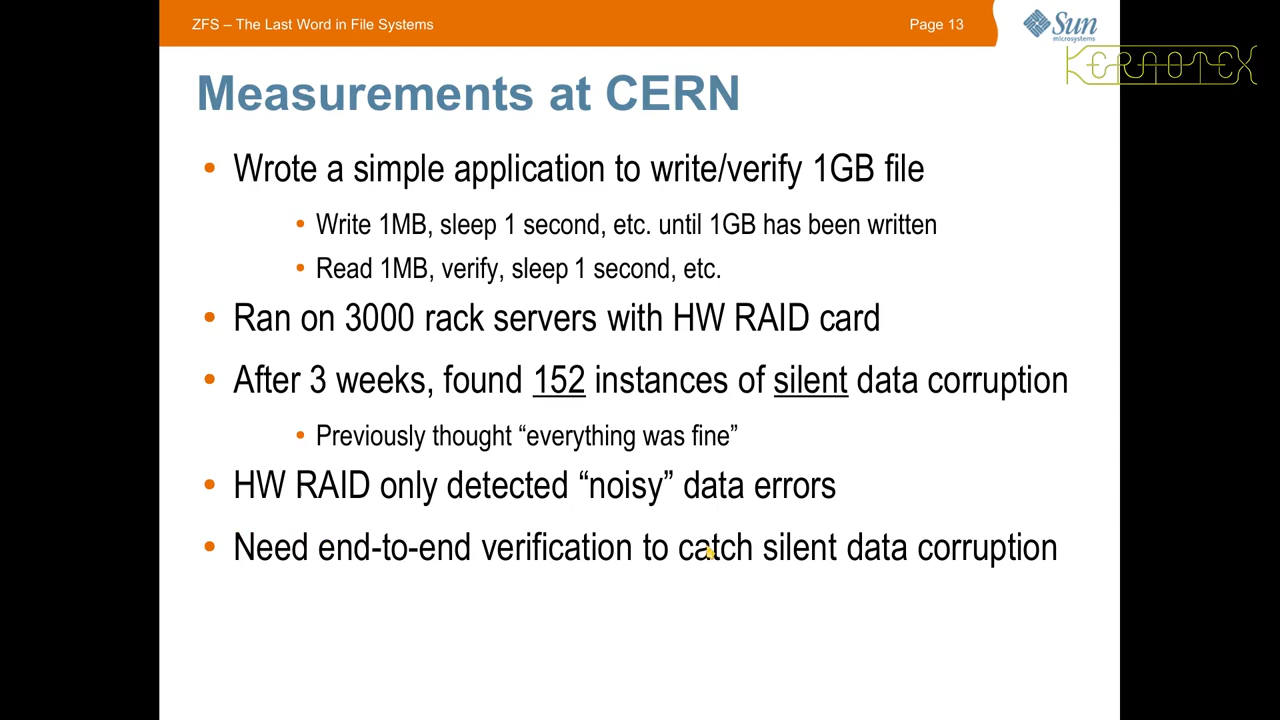 ZFS – The Last Word in File Systems
Page 13
Sun
microsystems
KERNOTEX
Measurements at CERN
• Wrote a simple application to write/verify 1GB file
• Write 1MB, sleep 1 second, etc. until 1GB has been written
• Read 1MB, verify, sleep 1 second, etc.
• Ran on 3000 rack servers with HW RAID card
• After 3 weeks, found 152 instances of silent data corruption
• Previously thought “everything was fine”
• HW RAID only detected “noisy” data errors
• Need end-to-end verification to catch silent data corruption